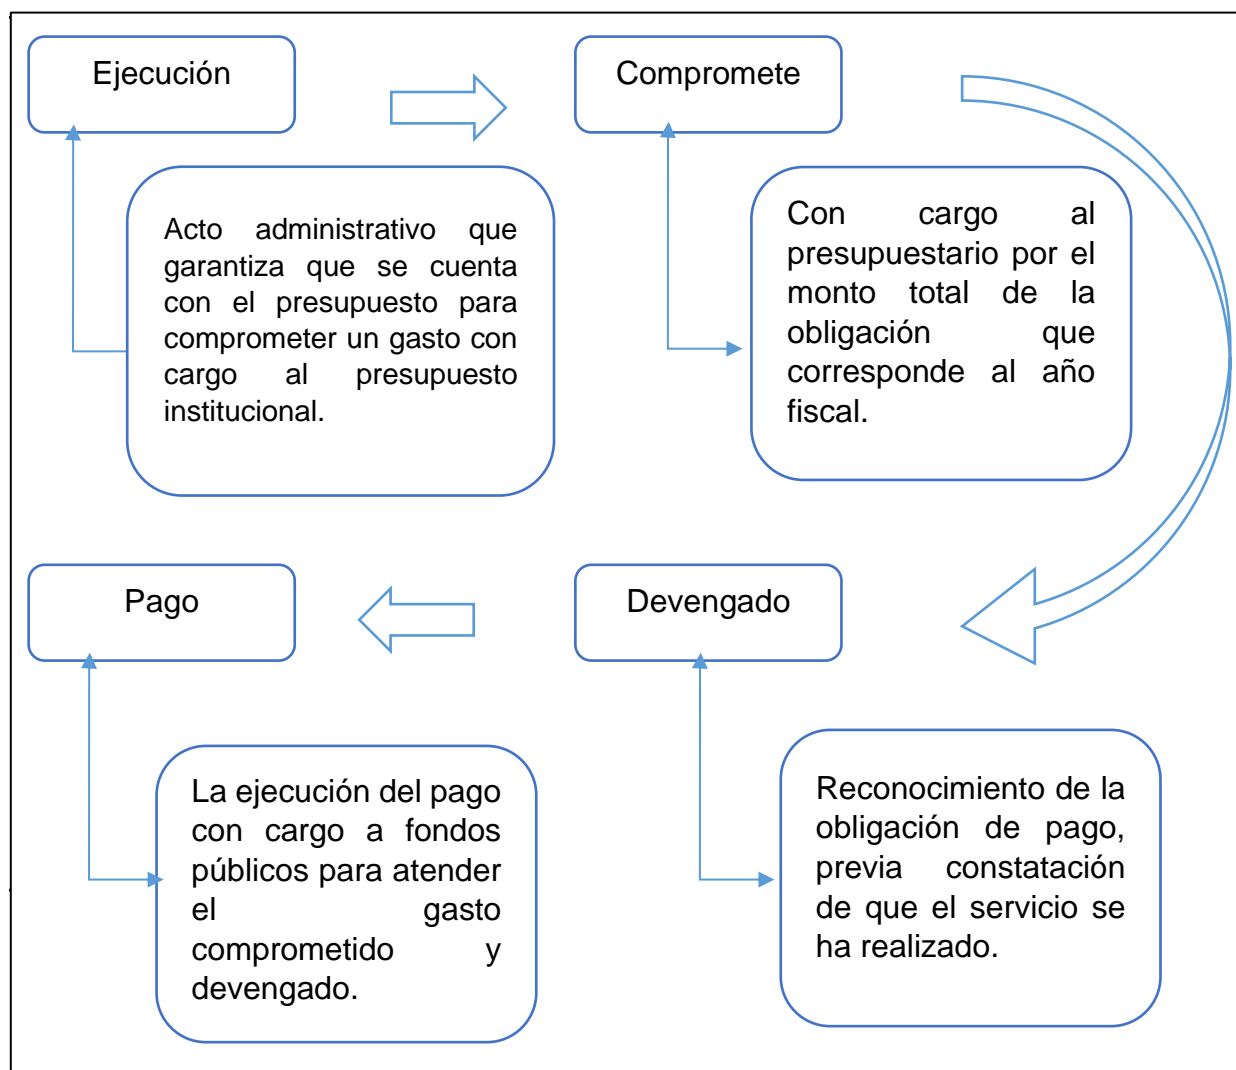 Ejecución
Compromete
Acto administrativo que
garantiza que se cuenta
con el presupuesto para
comprometer un gasto con
cargo al presupuesto
institucional.
Con cargo al
presupuestario por el
monto total de la
obligación que
corresponde al año
fiscal.
Pago
Devengado
La ejecución del pago
con cargo a fondos
públicos para atender
el gasto
comprometido y
devengado.
Reconocimiento de la
obligación de pago,
previa constatación
de que el servicio se
ha realizado.